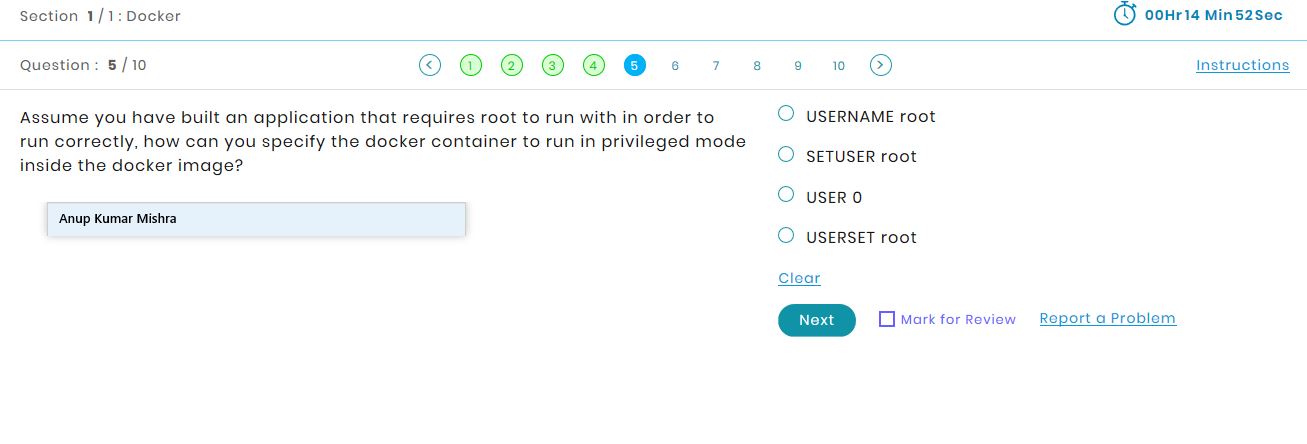 Section 1 / 1 : Docker
00Hr 14 Min 52 Sec
Question : 5 / 10
1 2 3 4 5 6 7 8 9 10
Instructions
Assume you have built an application that requires root to run with in order to
run correctly, how can you specify the docker container to run in privileged mode
inside the docker image?
Anup Kumar Mishra
USERNAME root
SETUSER root
USER 0
USERSET root
Clear
Next
Mark for Review
Report a Problem